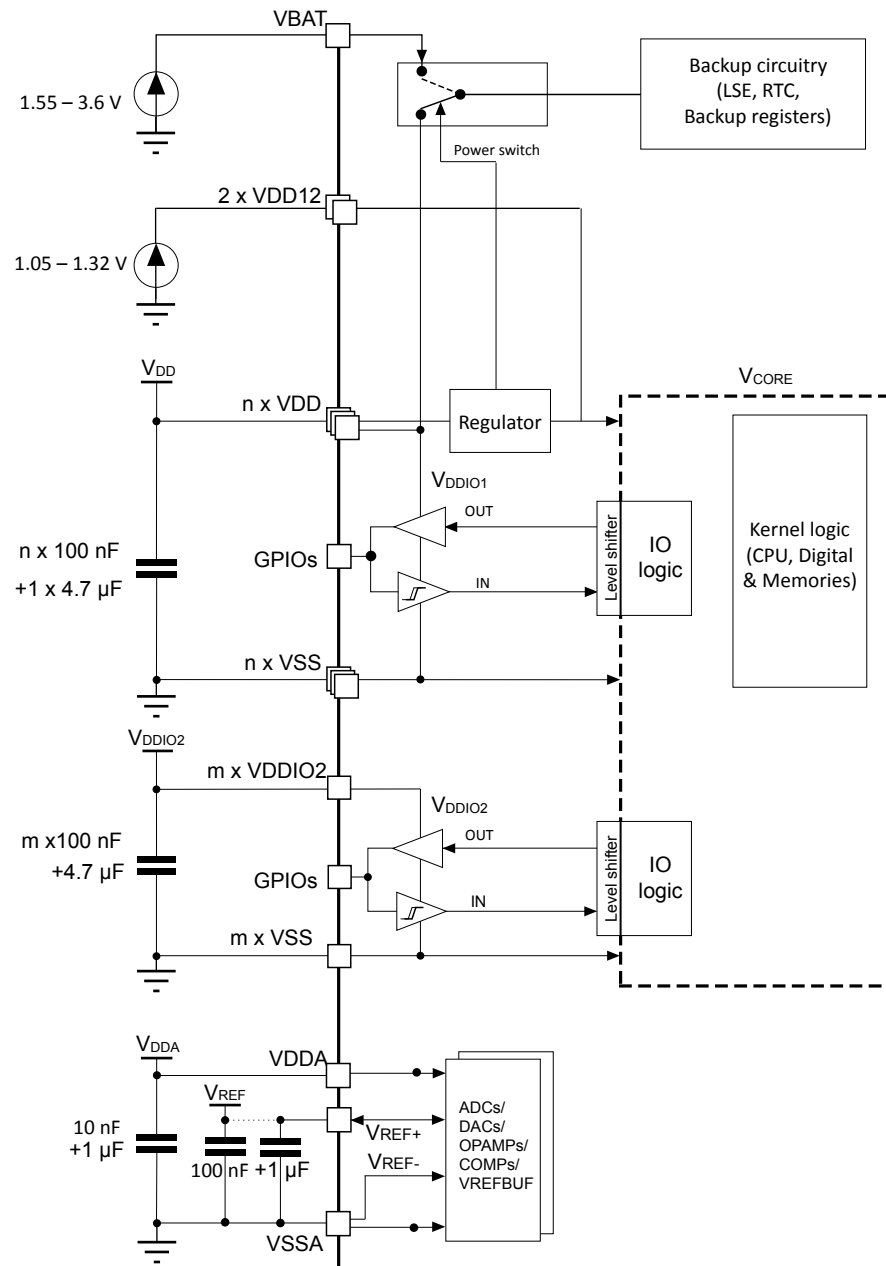 VBAT
1.55 – 3.6 V
Backup circuitry
(LSE, RTC,
Backup registers)
Power switch
2 x VDD12
1.05 – 1.32 V
VDD
n x VDD
Regulator
VCORE
VDDIO1
OUT
GPIOs
IN
Level shifter
IO
logic
Kernel logic
(CPU, Digital
& Memories)
n x 100 nF
+1 x 4.7 µF
n x VSS
VDDIO2
m x VDDIO2
VDDIO2
OUT
m x100 nF
+4.7 µF
GPIOs
IN
Level shifter
IO
logic
m x VSS
VDDA
VDDA
VREF
10 nF
+1 µF
100 nF
+1 µF
VREF+
VREF-
ADCs/
DACs/
OPAMPs/
COMPs/
VREFBUF
VSSA